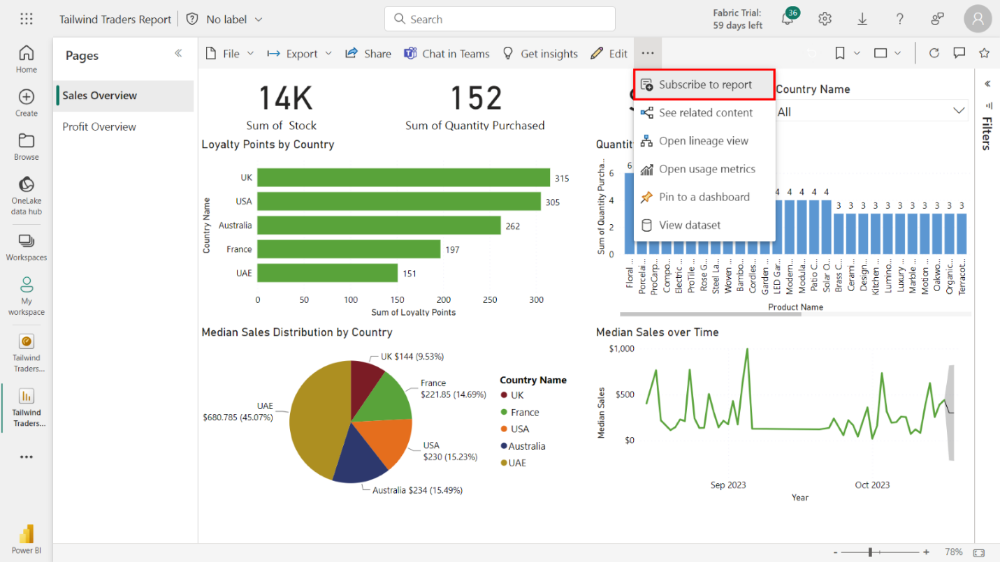 Tailwind Traders Report
No label
Search
Fabric Trial:
59 days left
36
Home
Create
Browse
OneLake
data hub
Workspaces
My
workspace
Tailwind
Traders...
Tailwind
Traders...
Power BI
Pages
Sales Overview
Profit Overview
File
Export
Share
Chat in Teams
Get insights
Edit
Subscribe to report
See related content
Open lineage view
Open usage metrics
Pin to a dashboard
View dataset
14K
Sum of Stock
152
Sum of Quantity Purchased
Country Name
All
Filters
Loyalty Points by Country
Country Name
UK
315
USA
305
Australia
262
France
197
UAE
151
0 50 100 150 200 250 300
Sum of Loyalty Points
Quantit
Sum of Quantity Purcha...
6
4
2
0
6
4 4 4 4 4
3 3 3 3 3 3 3 3 3 3 3
Floral ...
Porcelai...
ProCarp...
Compo...
Electric ...
ProTile ...
Rose G...
Steel La...
Woven ...
Bambo...
Cordles...
Garden ...
LED Gar...
Modern...
Modula...
Patio C...
Solar O...
Brass C...
Cerami...
Design...
Kitchen ...
Lumino...
Luxury ...
Marble ...
Motion ...
Oakwo...
Organic...
Terracot...
Product Name
Median Sales Distribution by Country
UK $144 (9.53%)
France
$221.85 (14.69%)
USA
$230 (15.23%)
Australia $234 (15.49%)
UAE
$680.785 (45.07%)
Country Name
UK
France
USA
Australia
UAE
Median Sales over Time
Median Sales
$1,000
$500
$0
Sep 2023
Oct 2023
Year
- +
78%